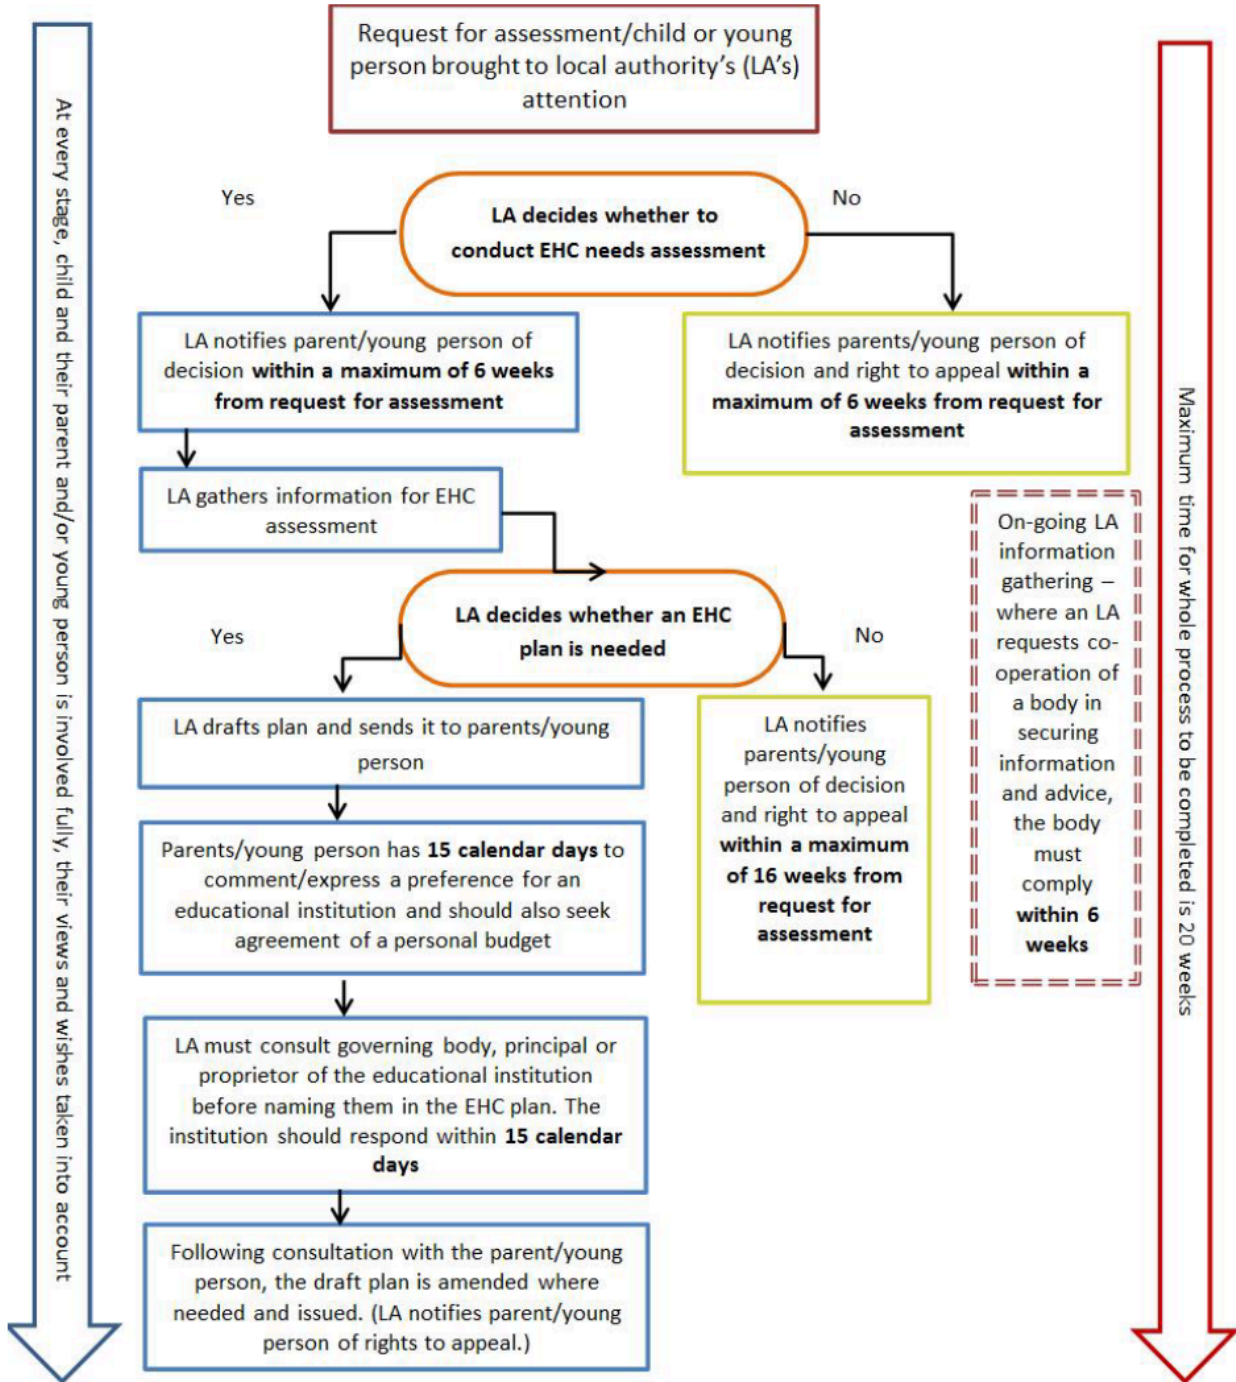 Request for assessment/child or young
person brought to local authority's (LA's)
attention
Yes
No
LA decides whether to
conduct EHC needs assessment
LA notifies parent/young person of
decision within a maximum of 6 weeks
from request for assessment
LA notifies parents/young person of
decision and right to appeal within a
maximum of 6 weeks from request for
assessment
LA gathers information for EHC
assessment
On-going LA
information
gathering –
where an LA
requests co-
operation of
a body in
securing
information
and advice,
the body
must
comply
within 6
weeks
Yes
No
LA decides whether an EHC
plan is needed
LA drafts plan and sends it to parents/young
person
LA notifies
parents/young
person of decision
and right to appeal
within a maximum
of 16 weeks from
request for
assessment
Parents/young person has 15 calendar days to
comment/express a preference for an
educational institution and should also seek
agreement of a personal budget
LA must consult governing body, principal or
proprietor of the educational institution
before naming them in the EHC plan. The
institution should respond within 15 calendar
days
Following consultation with the parent/young
person, the draft plan is amended where
needed and issued. (LA notifies parent/young
person of rights to appeal.)
At every stage, child and their parent and/or young person is involved fully, their views and wishes taken into account
Maximum time for whole process to be completed is 20 weeks